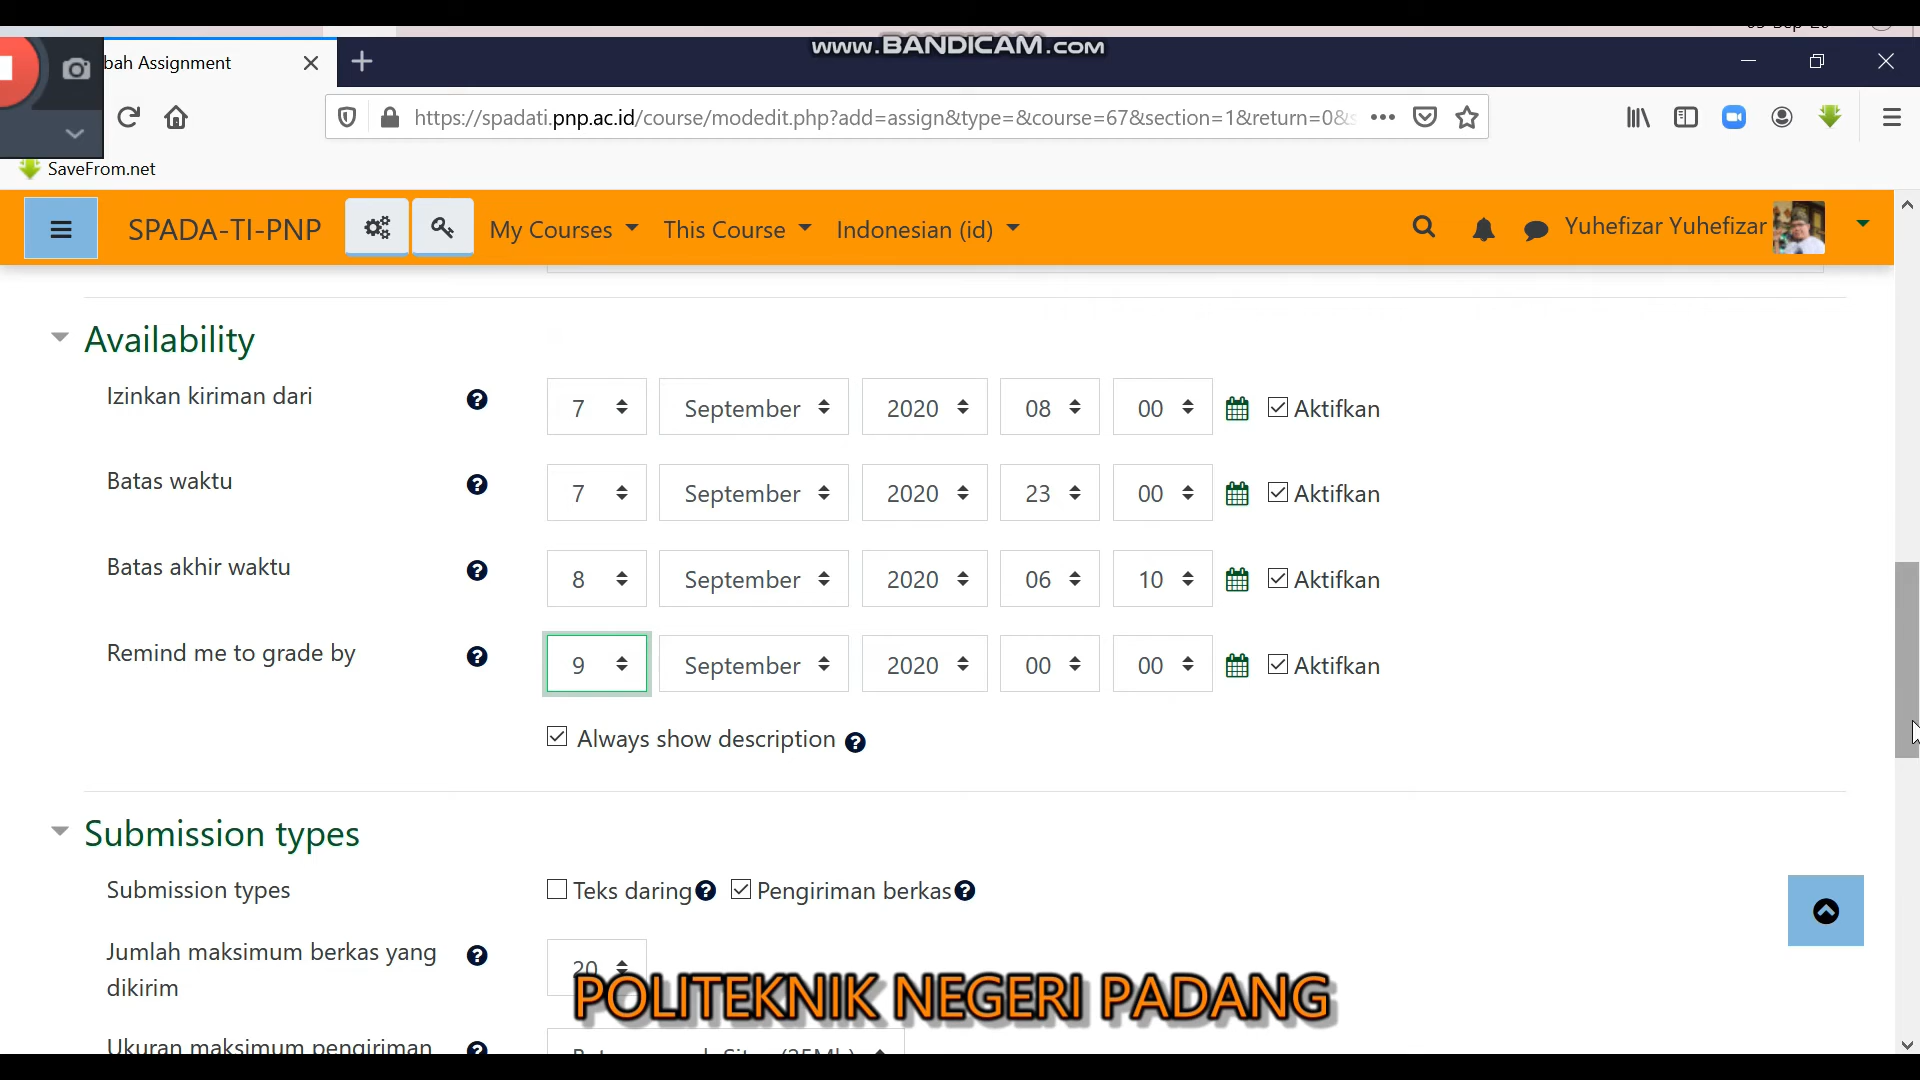 www.BANDICAM.com
bah Assignment
https://spadati.pnp.ac.id/course/modedit.php?add=assign&type=&course=67&section=1&return=0&s
SaveFrom.net
SPADA-TI-PNP My Courses This Course Indonesian (id) Yuhefizar Yuhefizar
Availability
Izinkan kiriman dari 7 September 2020 08 00 Aktifkan
Batas waktu 7 September 2020 23 00 Aktifkan
Batas akhir waktu 8 September 2020 06 10 Aktifkan
Remind me to grade by 9 September 2020 00 00 Aktifkan
Always show description
Submission types
Submission types Teks daring Pengiriman berkas
Jumlah maksimum berkas yang dikirim 20
POLITEKNIK NEGERI PADANG
Ukuran maksimum pengiriman